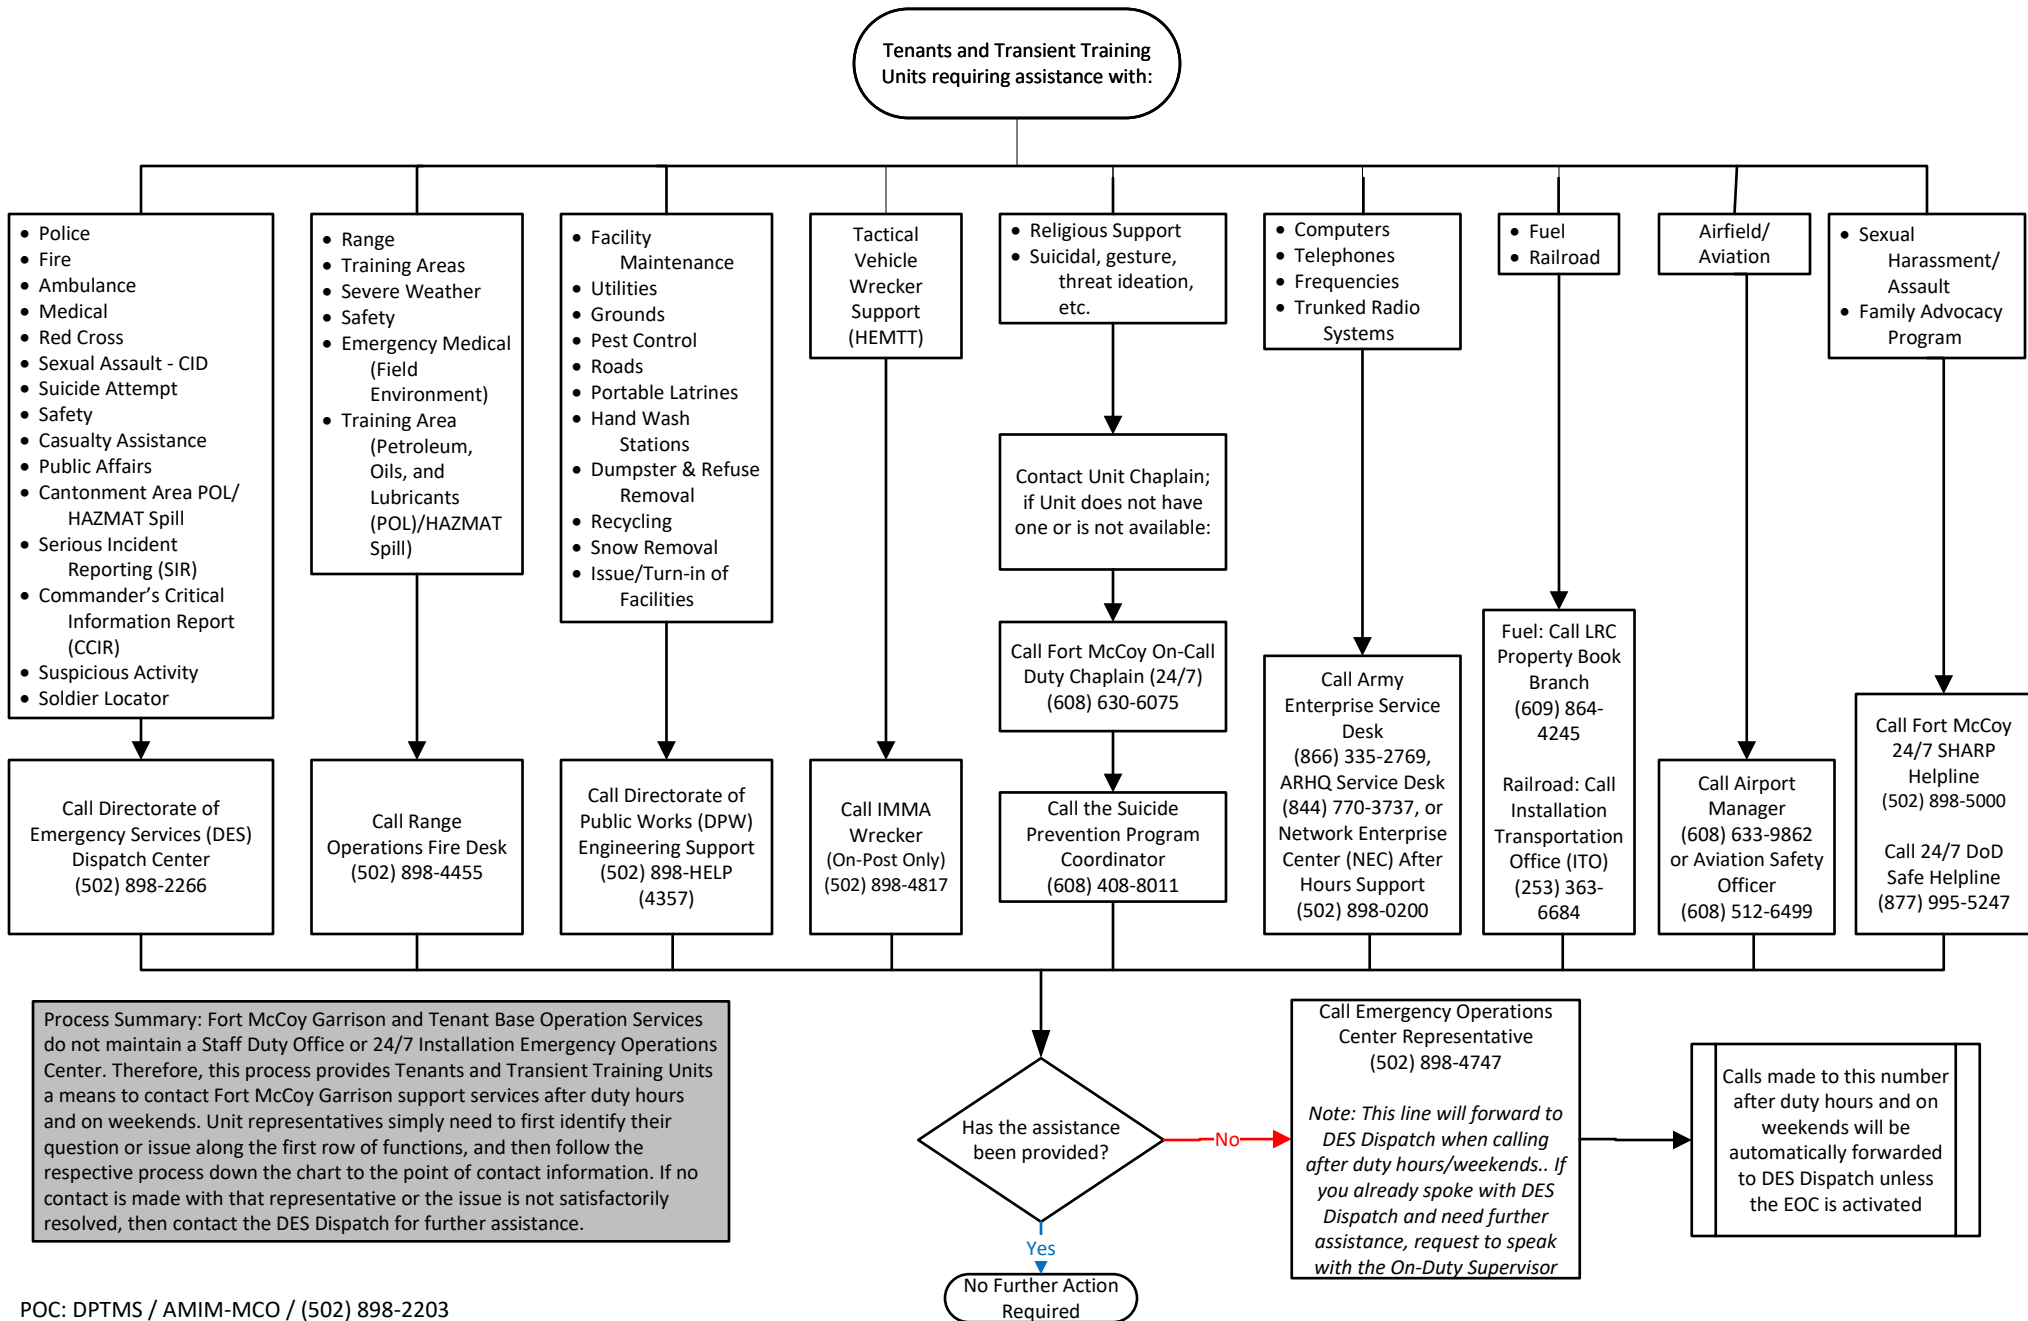 Tenants and Transient Training
Units requiring assistance with:
• Police
• Fire
• Ambulance
• Medical
• Red Cross
• Sexual Assault - CID
• Suicide Attempt
• Safety
• Casualty Assistance
• Public Affairs
• Cantonment Area POL/
HAZMAT Spill
• Serious Incident
Reporting (SIR)
• Commander’s Critical
Information Report
(CCIR)
• Suspicious Activity
• Soldier Locator
• Range
• Training Areas
• Severe Weather
• Safety
• Emergency Medical
(Field
Environment)
• Training Area
(Petroleum,
Oils, and
Lubricants
(POL)/HAZMAT
Spill)
• Facility
Maintenance
• Utilities
• Grounds
• Pest Control
• Roads
• Portable Latrines
• Hand Wash
Stations
• Dumpster & Refuse
Removal
• Recycling
• Snow Removal
• Issue/Turn-in of
Facilities
Tactical
Vehicle
Wrecker
Support
(HEMTT)
• Religious Support
• Suicidal, gesture,
threat ideation,
etc.
• Computers
• Telephones
• Frequencies
• Trunked Radio
Systems
• Fuel
• Railroad
Airfield/
Aviation
• Sexual
Harassment/
Assault
• Family Advocacy
Program
Contact Unit Chaplain;
if Unit does not have
one or is not available:
Call Fort McCoy On-Call
Duty Chaplain (24/7)
(608) 630-6075
Call Directorate of
Emergency Services (DES)
Dispatch Center
(502) 898-2266
Call Range
Operations Fire Desk
(502) 898-4455
Call Directorate of
Public Works (DPW)
Engineering Support
(502) 898-HELP
(4357)
Call IMMA
Wrecker
(On-Post Only)
(502) 898-4817
Call the Suicide
Prevention Program
Coordinator
(608) 408-8011
Call Army
Enterprise Service
Desk
(866) 335-2769,
ARHQ Service Desk
(844) 770-3737, or
Network Enterprise
Center (NEC) After
Hours Support
(502) 898-0200
Fuel: Call LRC
Property Book
Branch
(609) 864-
4245
Railroad: Call
Installation
Transportation
Office (ITO)
(253) 363-
6684
Call Airport
Manager
(608) 633-9862
or Aviation Safety
Officer
(608) 512-6499
Call Fort McCoy
24/7 SHARP
Helpline
(502) 898-5000
Call 24/7 DoD
Safe Helpline
(877) 995-5247
Process Summary: Fort McCoy Garrison and Tenant Base Operation Services
do not maintain a Staff Duty Office or 24/7 Installation Emergency Operations
Center. Therefore, this process provides Tenants and Transient Training Units
a means to contact Fort McCoy Garrison support services after duty hours
and on weekends. Unit representatives simply need to first identify their
question or issue along the first row of functions, and then follow the
respective process down the chart to the point of contact information. If no
contact is made with that representative or the issue is not satisfactorily
resolved, then contact the DES Dispatch for further assistance.
Has the assistance
been provided?
No
Yes
No Further Action
Required
Call Emergency Operations
Center Representative
(502) 898-4747
Note: This line will forward to
DES Dispatch when calling
after duty hours/weekends.. If
you already spoke with DES
Dispatch and need further
assistance, request to speak
with the On-Duty Supervisor
Calls made to this number
after duty hours and on
weekends will be
automatically forwarded
to DES Dispatch unless
the EOC is activated
POC: DPTMS / AMIM-MCO / (502) 898-2203